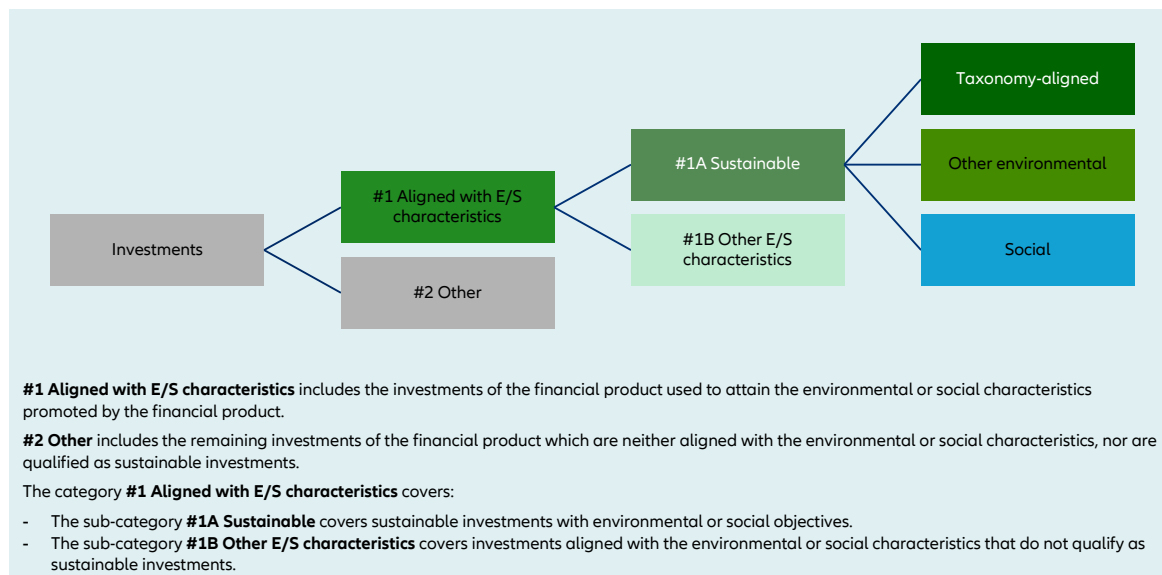 Taxonomy-aligned
#1A Sustainable
Other environmental
#1 Aligned with E/S
characteristics
Investments
#1B Other E/S
characteristics
Social
#2 Other
#1 Aligned with E/S characteristics includes the investments of the financial product used to attain the environmental or social characteristics
promoted by the financial product.
#2 Other includes the remaining investments of the financial product which are neither aligned with the environmental or social characteristics, nor are
qualified as sustainable investments.
The category #1 Aligned with E/S characteristics covers:
- The sub-category #1A Sustainable covers sustainable investments with environmental or social objectives.
- The sub-category #1B Other E/S characteristics covers investments aligned with the environmental or social characteristics that do not qualify as
sustainable investments.